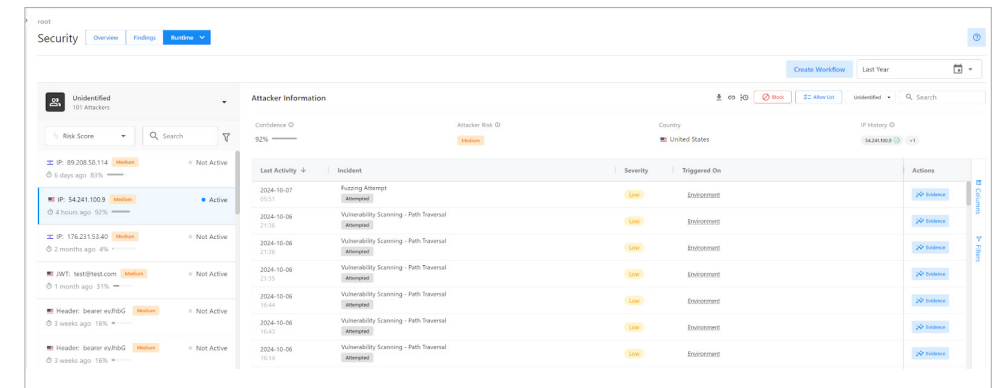 root
Security
Overview
Findings
Runtime
Create Workflow
Last Year
Unidentified
101 Attackers
Risk Score
Search
IP: 89.208.58.114 Medium Not Active
6 days ago 83%
IP: 54.241.100.9 Medium Active
4 hours ago 92%
IP: 176.231.53.40 Medium Not Active
2 months ago 4%
JWT: test@test.com Medium Not Active
1 month ago 31%
Header: bearer eyJhbG Medium Not Active
3 weeks ago 16%
Header: bearer eyJhbG Medium Not Active
3 weeks ago 16%
Attacker Information
Block
Allow List
Unidentified
Search
Confidence
Attacker Risk
Country
IP History
92%
Medium
United States
54.241.100.9
+1
Last Activity Incident Severity Triggered On Actions
2024-10-07 Fuzzing Attempt
05:51 Attempted Low Environment Evidence
2024-10-06 Vulnerability Scanning - Path Traversal
21:36 Attempted Low Environment Evidence
2024-10-06 Vulnerability Scanning - Path Traversal
21:36 Attempted Low Environment Evidence
2024-10-06 Vulnerability Scanning - Path Traversal
21:35 Attempted Low Environment Evidence
2024-10-06 Vulnerability Scanning - Path Traversal
16:44 Attempted Low Environment Evidence
2024-10-06 Vulnerability Scanning - Path Traversal
16:43 Attempted Low Environment Evidence
2024-10-06 Vulnerability Scanning - Path Traversal
16:14 Attempted Low Environment Evidence
Columns
Filters